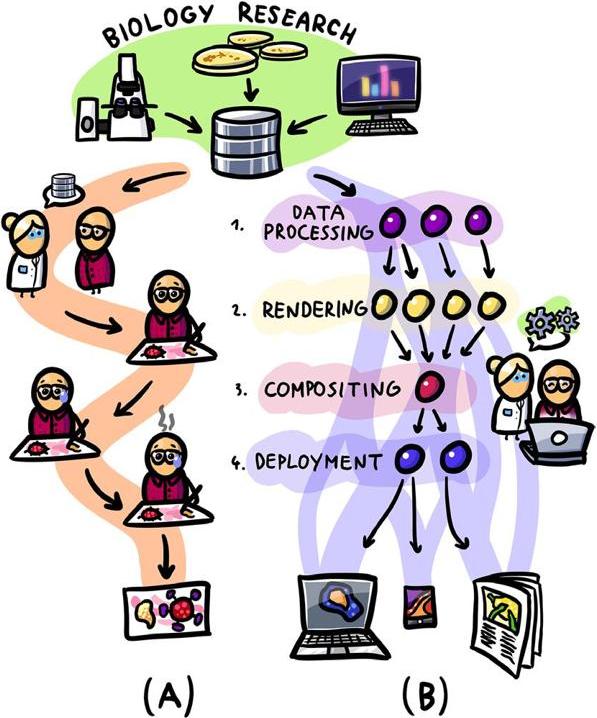 BIOLOGY RESEARCH
1. DATA
PROCESSING
2. RENDERING
3. COMPOSITING
4. DEPLOYMENT
(A)
(B)